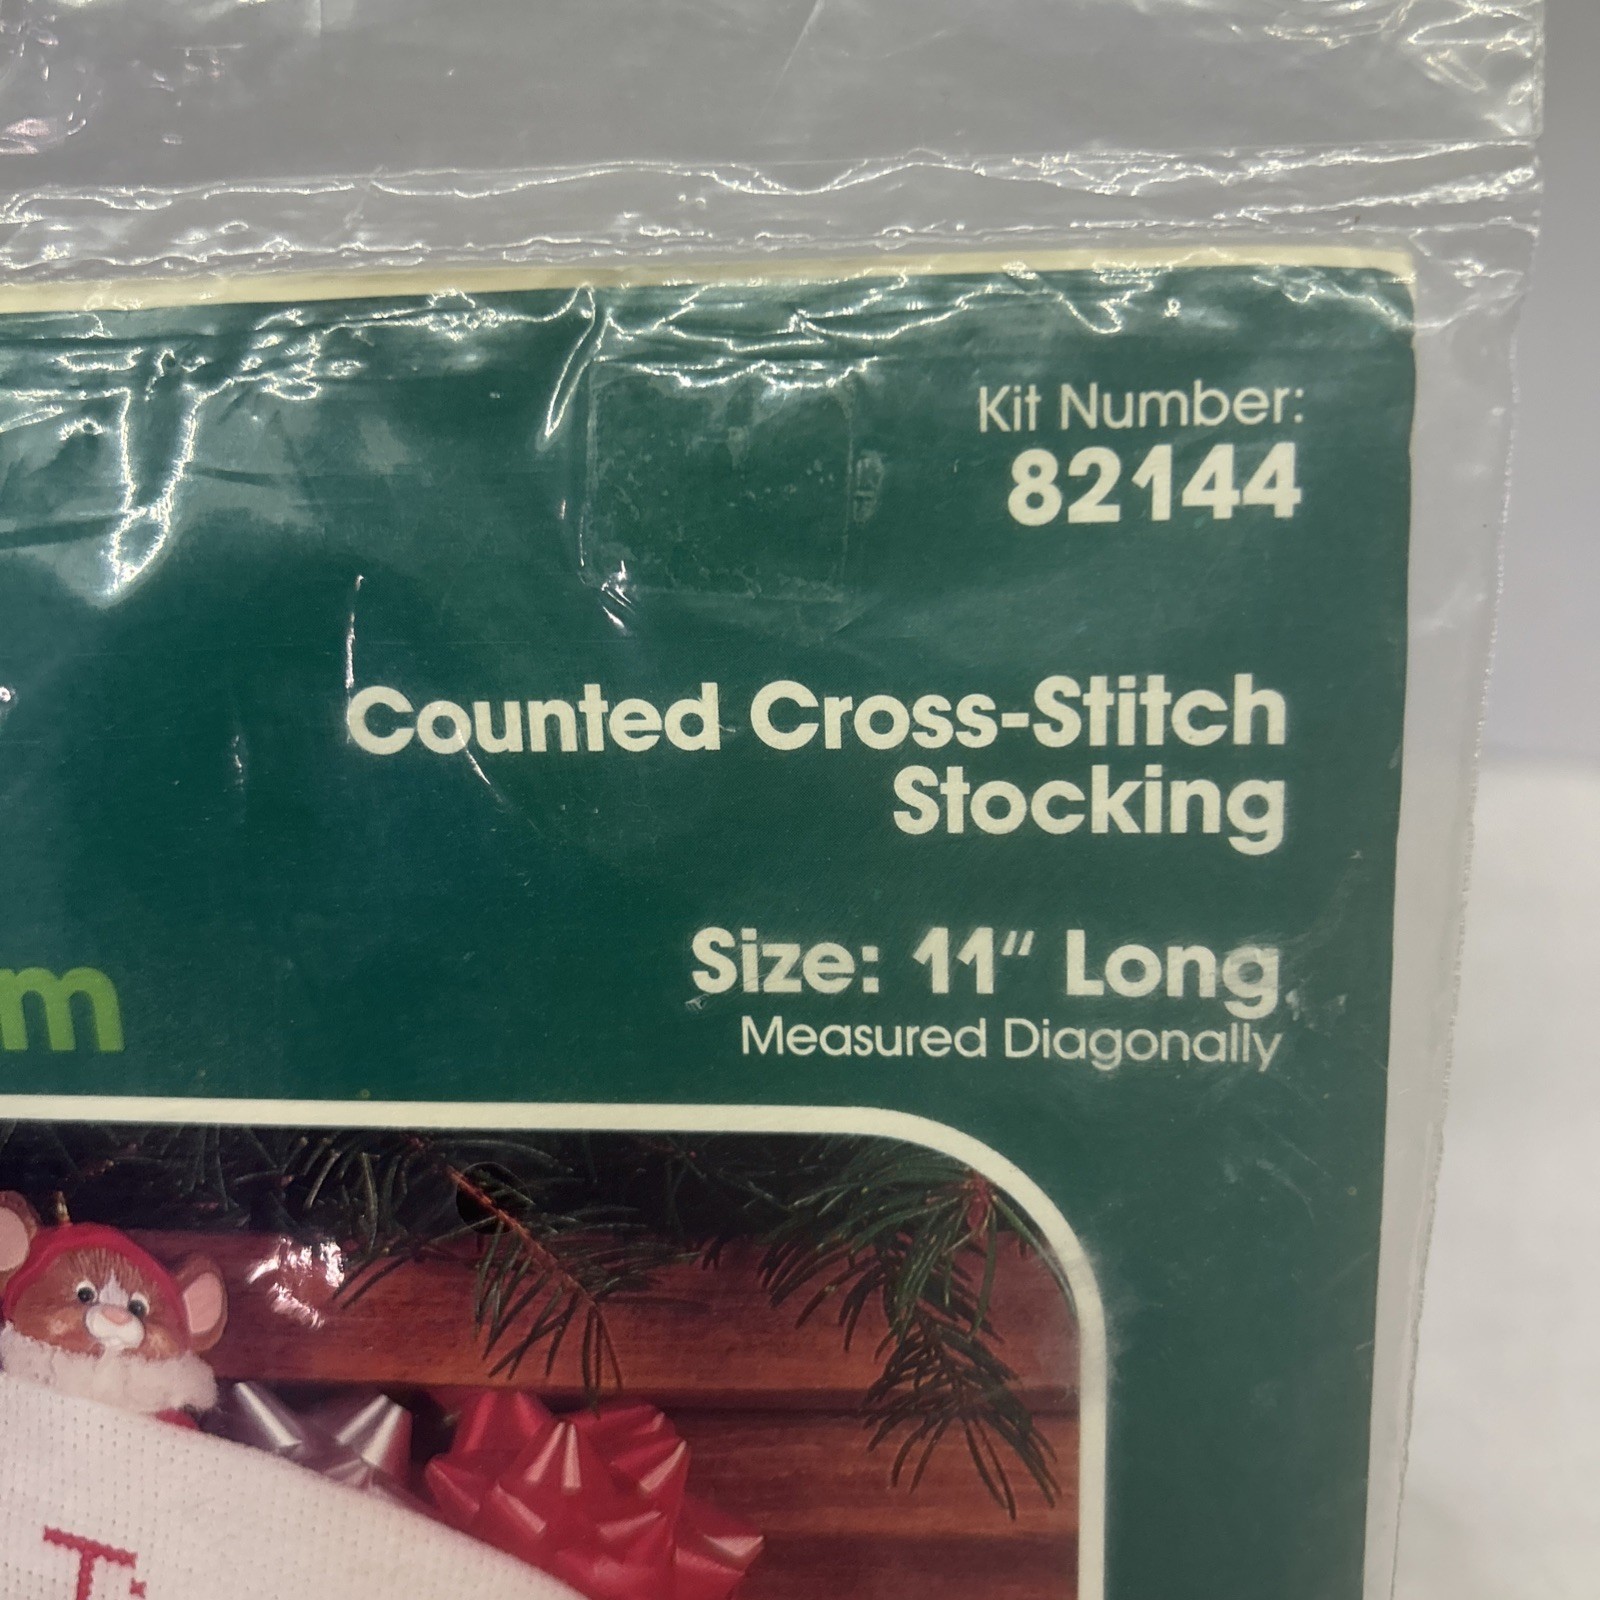 Kit Number:
82144
Counted Cross-Stitch
Stocking
Size: 11" Long
Measured Diagonally
m
T